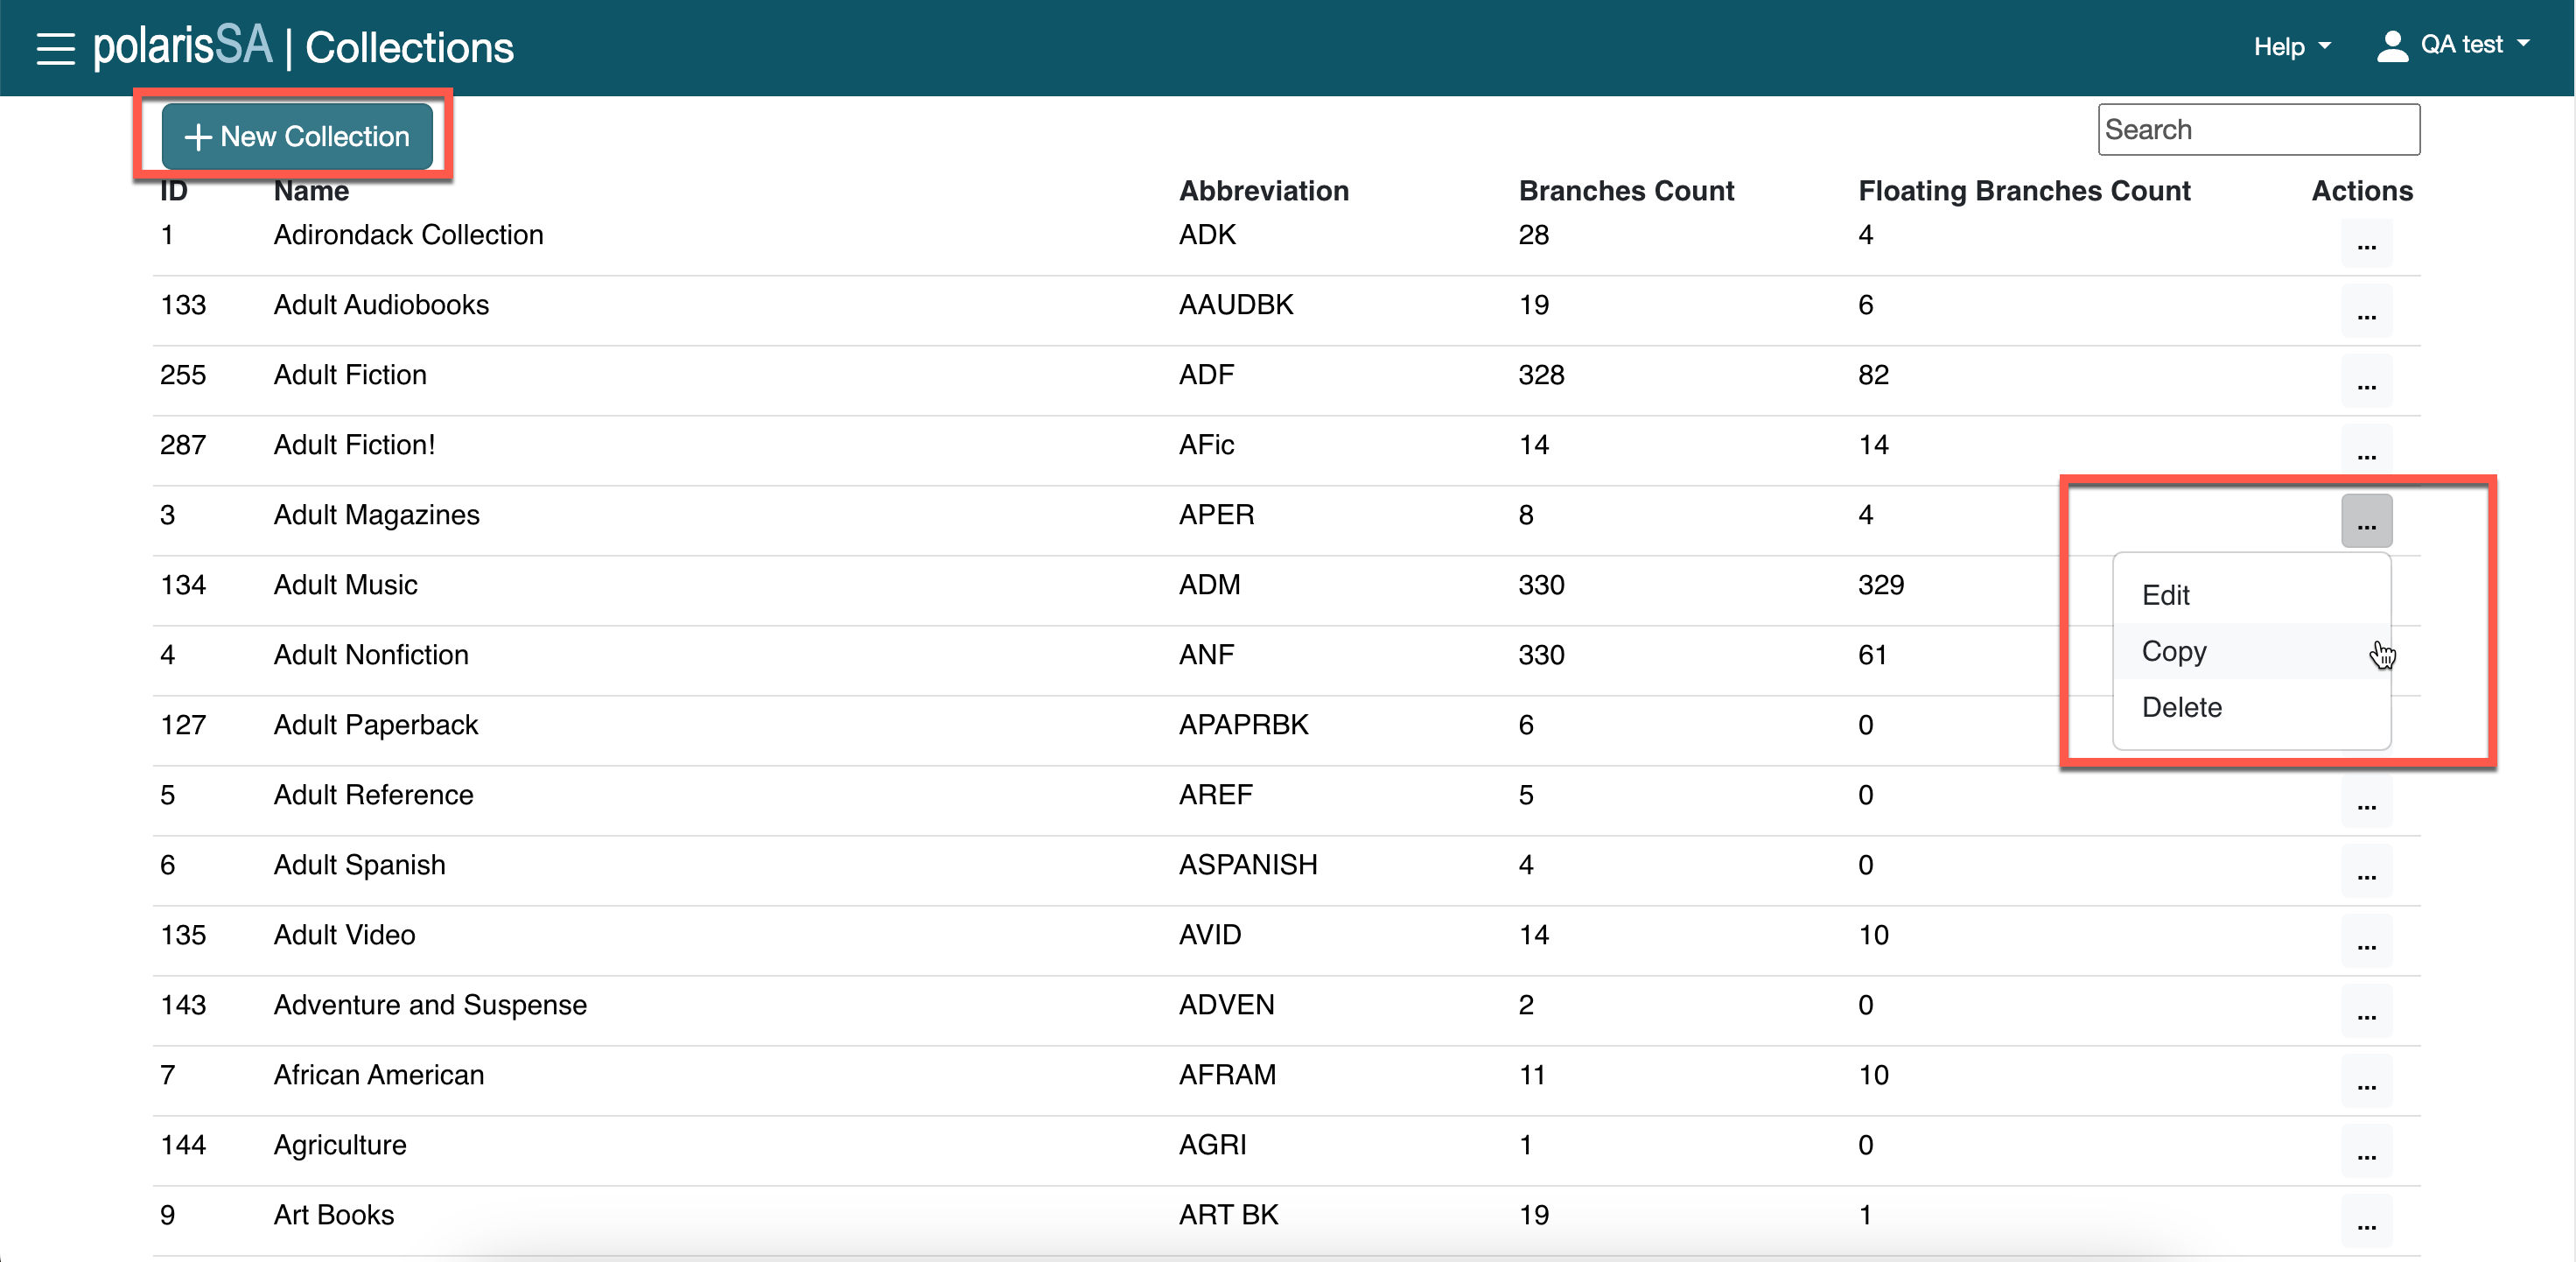 polarisSA | Collections Help QA test
+ New Collection Search
ID Name Abbreviation Branches Count Floating Branches Count Actions
1 Adirondack Collection ADK 28 4 ...
133 Adult Audiobooks AAUDBK 19 6 ...
255 Adult Fiction ADF 328 82 ...
287 Adult Fiction! AFic 14 14 ...
3 Adult Magazines APER 8 4 ...
134 Adult Music ADM 330 329
Edit
4 Adult Nonfiction ANF 330 61
Copy
127 Adult Paperback APAPRBK 6 0
Delete
5 Adult Reference AREF 5 0 ...
6 Adult Spanish ASPANISH 4 0 ...
135 Adult Video AVID 14 10 ...
143 Adventure and Suspense ADVEN 2 0 ...
7 African American AFRAM 11 10 ...
144 Agriculture AGRI 1 0 ...
9 Art Books ART BK 19 1 ...